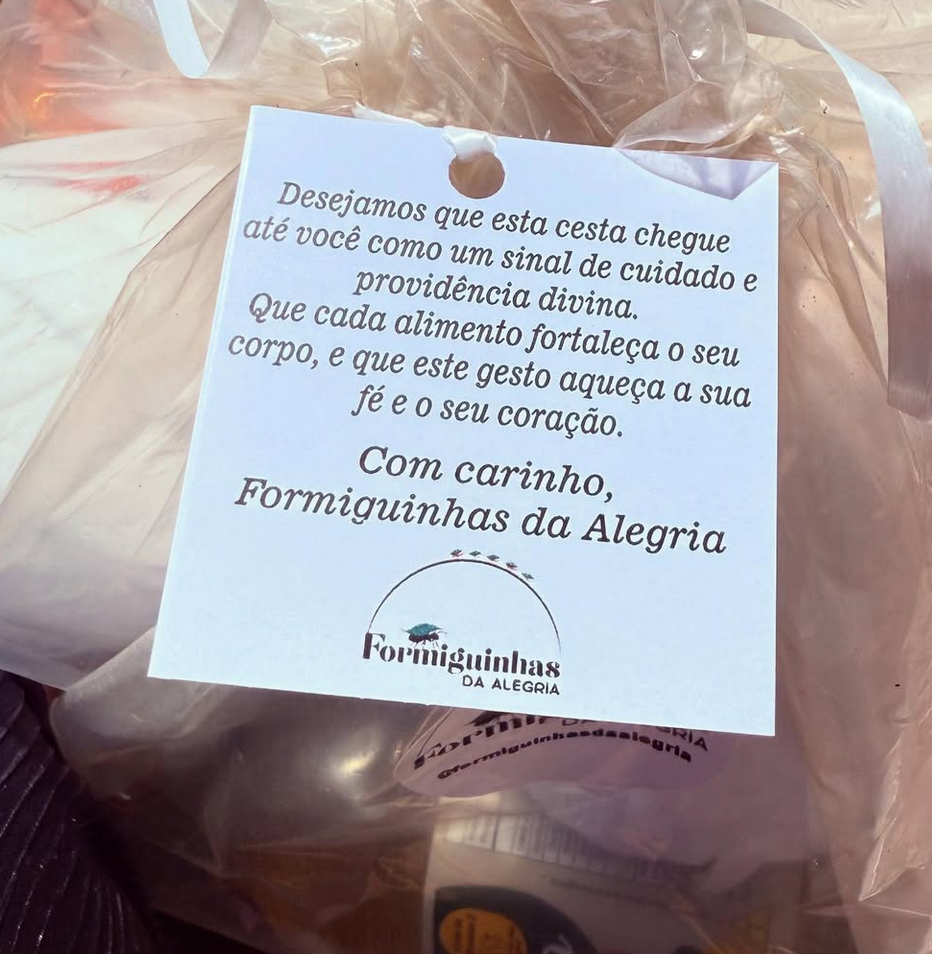 Desejamos que esta cesta chegue
até você como um sinal de cuidado e
providência divina.
Que cada alimento fortaleça o seu
corpo, e que este gesto aqueça a sua
fé e o seu coração.
Com carinho,
Formiguinhas da Alegria
Formiguinhas
DA ALEGRIA
@formiguinhasdaalegria